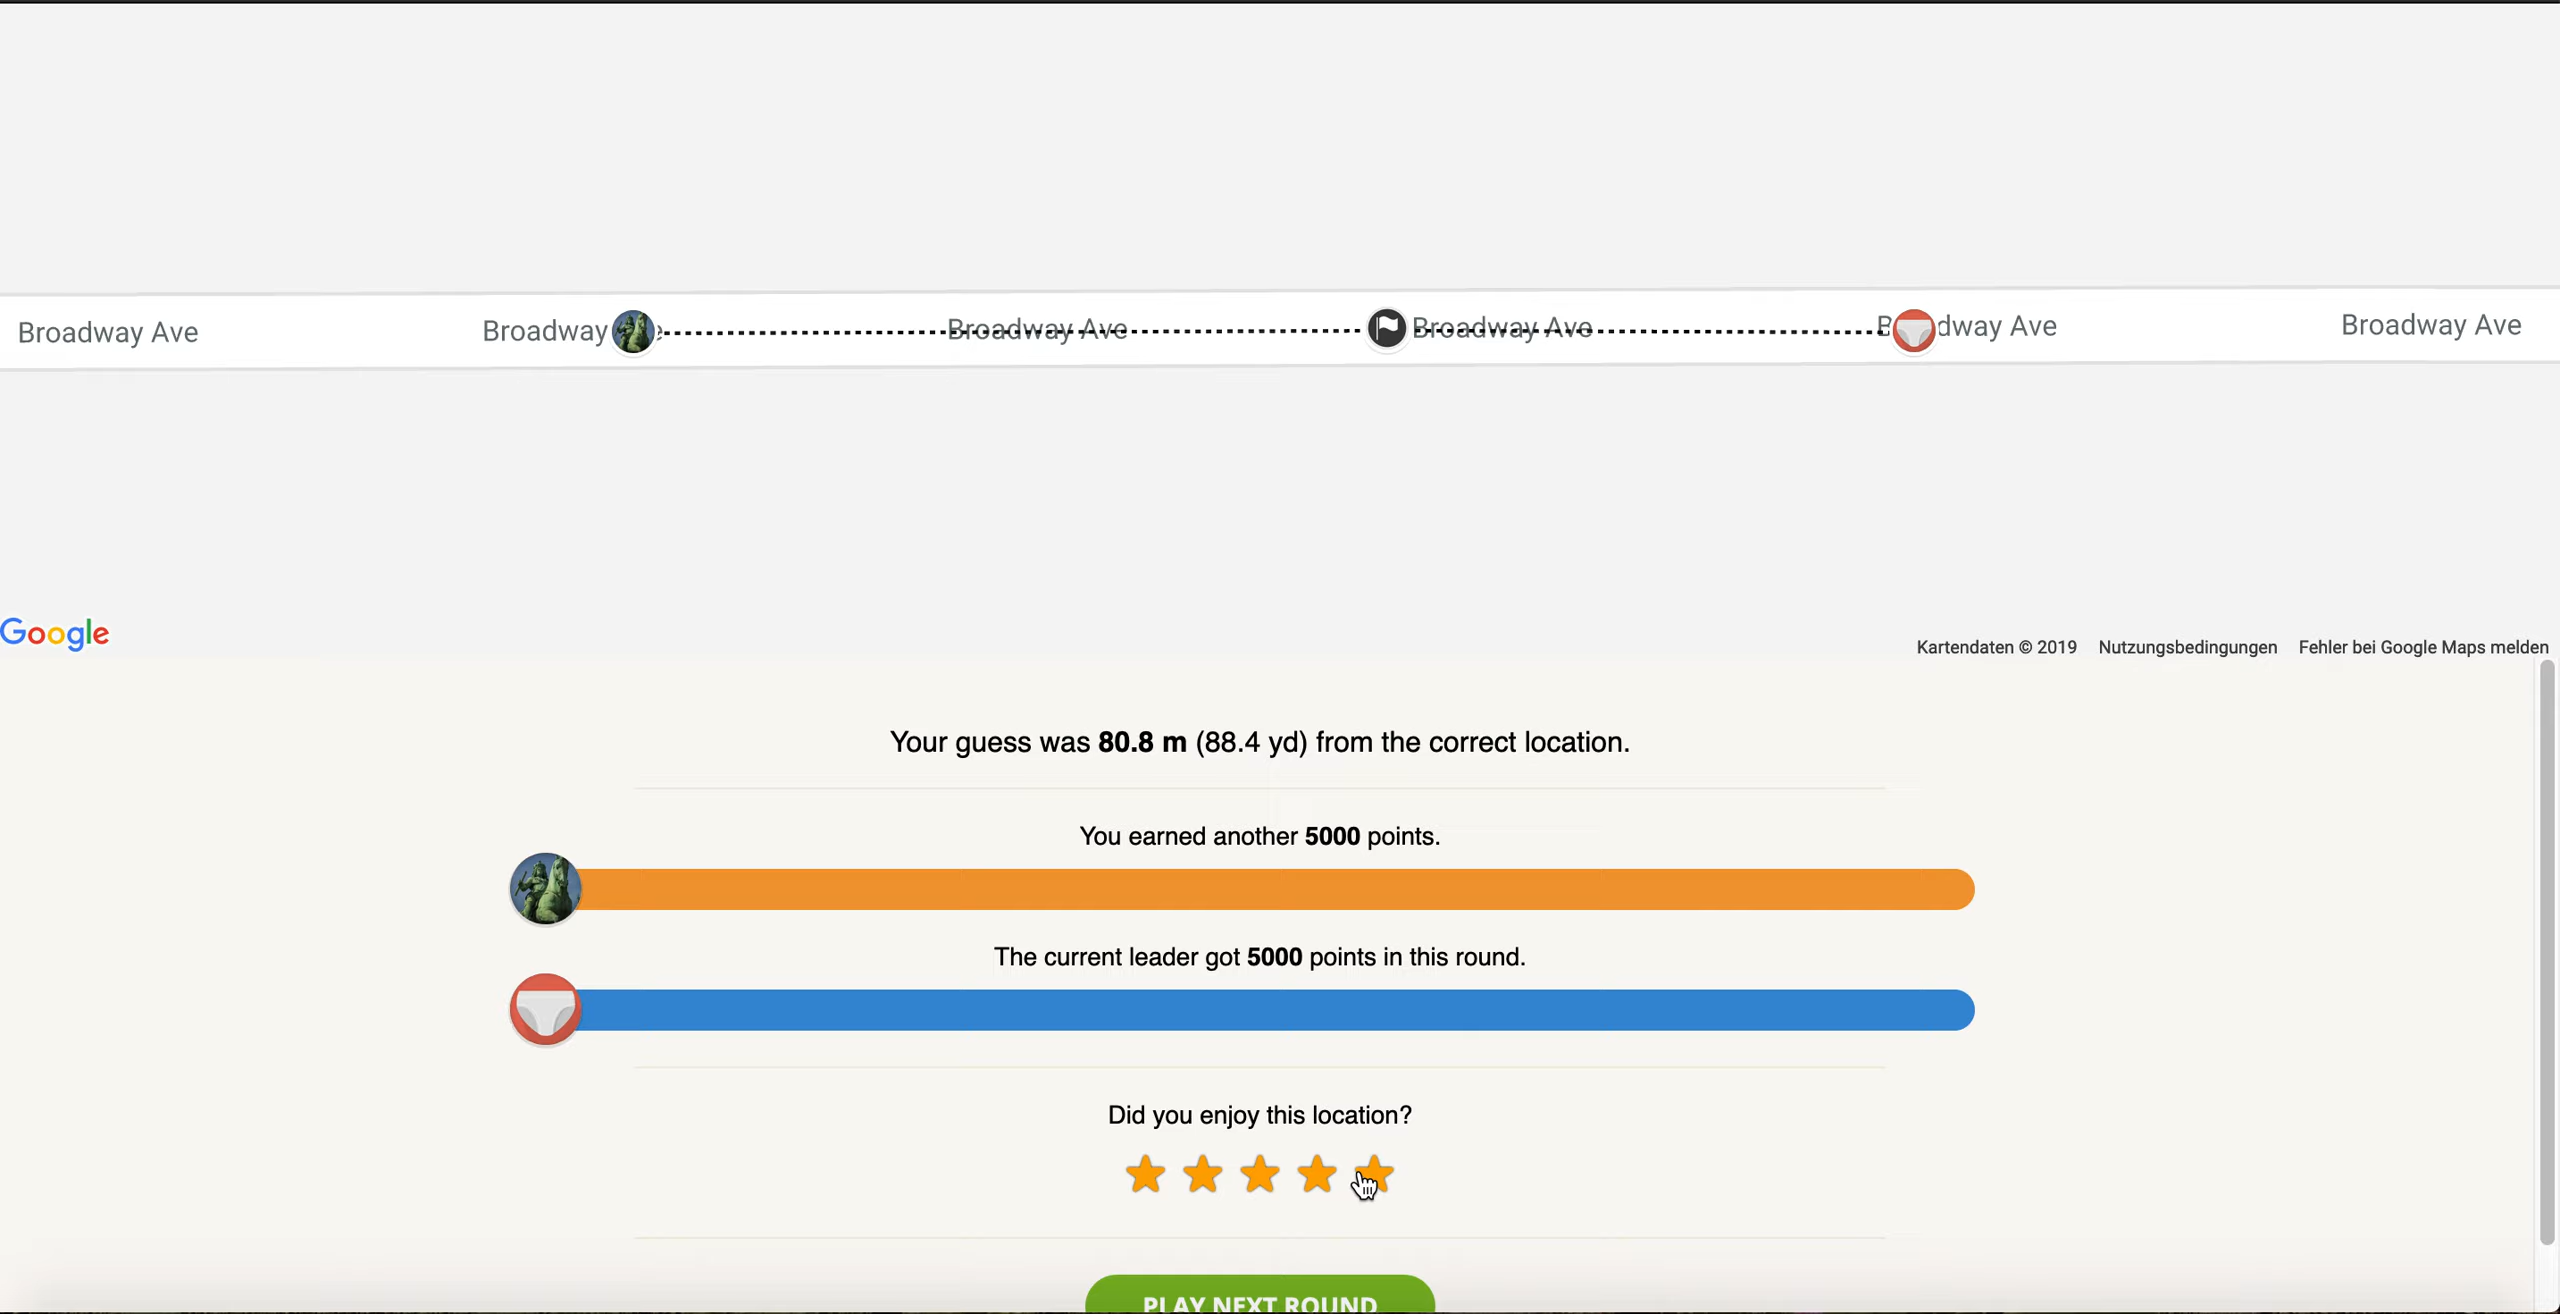 Broadway Ave Broadway Broadway Ave Broadway Ave dway Ave Broadway Ave
Google
Kartendaten © 2019 Nutzungsbedingungen Fehler bei Google Maps melden
Your guess was 80.8 m (88.4 yd) from the correct location.
You earned another 5000 points.
The current leader got 5000 points in this round.
Did you enjoy this location?
PLAY NEXT ROUND